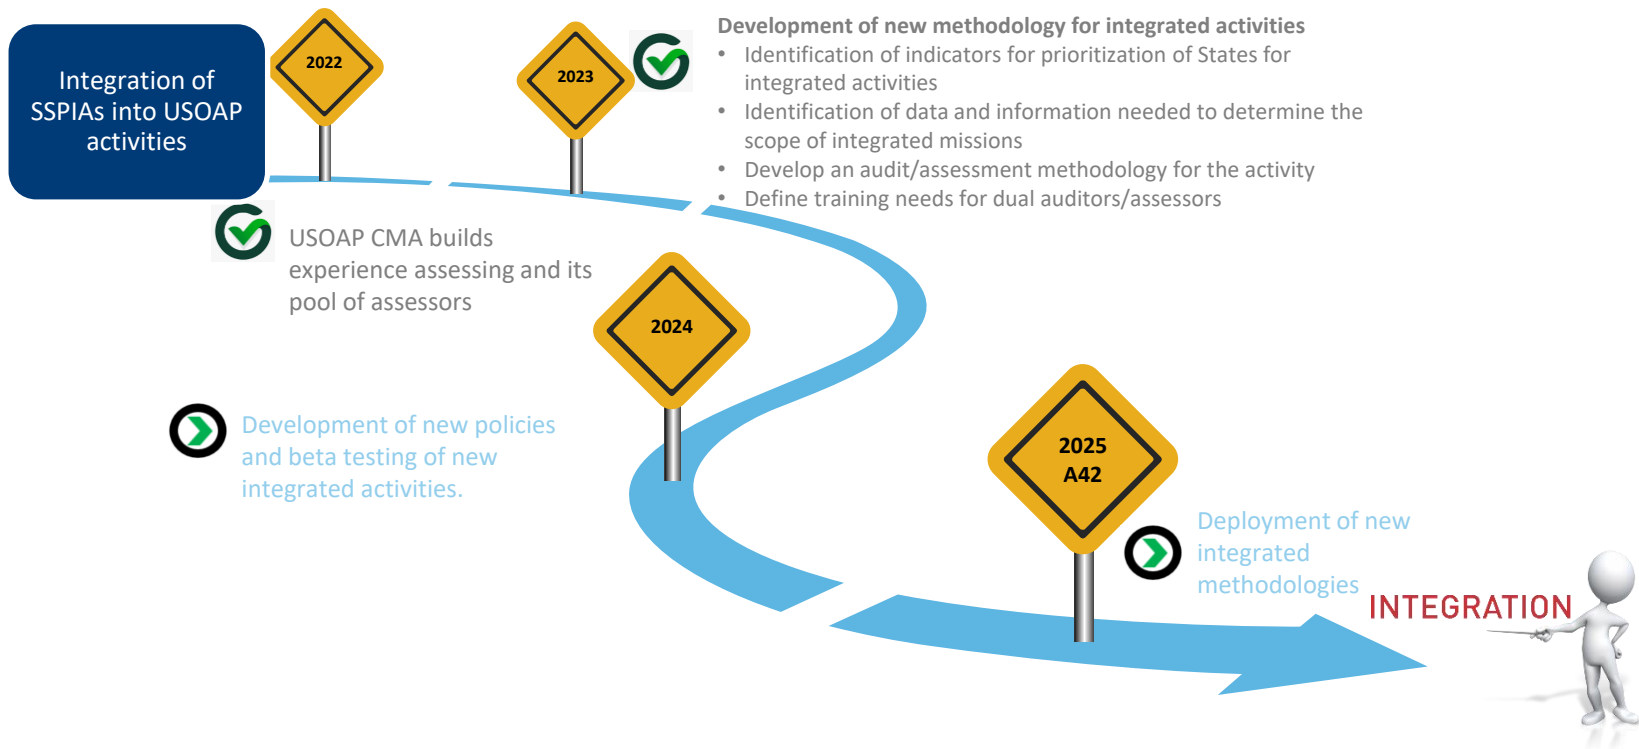 Integration of
SSPIAs into USOAP
activities
2022
USOAP CMA builds
experience assessing and its
pool of assessors
2023
Development of new methodology for integrated activities
• Identification of indicators for prioritization of States for
integrated activities
• Identification of data and information needed to determine the
scope of integrated missions
• Develop an audit/assessment methodology for the activity
• Define training needs for dual auditors/assessors
2024
Development of new policies
and beta testing of new
integrated activities.
2025
A42
Deployment of new
integrated
methodologies
INTEGRATION